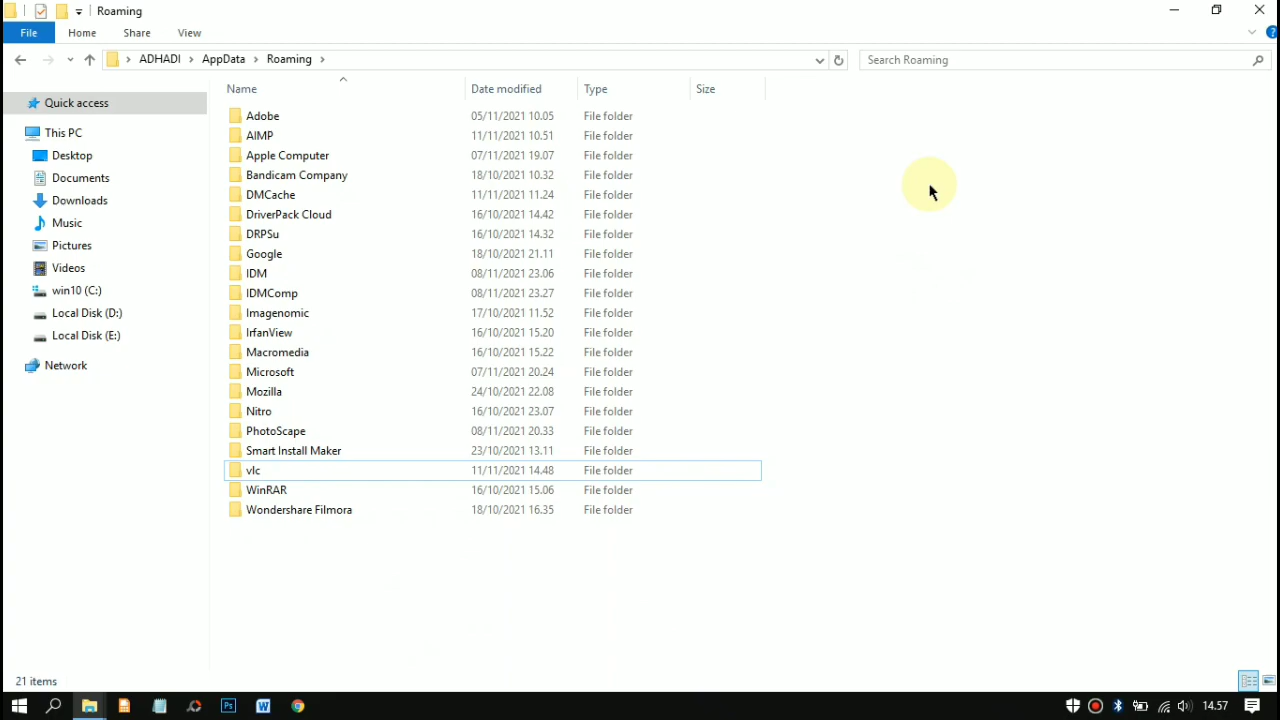 Roaming
File Home Share View
ADHADI AppData Roaming
Search Roaming
Name Date modified Type Size
Quick access
This PC
Desktop
Documents
Downloads
Music
Pictures
Videos
win10 (C:)
Local Disk (D:)
Local Disk (E:)
Network
Adobe 05/11/2021 10.05 File folder
AIMP 11/11/2021 10.51 File folder
Apple Computer 07/11/2021 19.07 File folder
Bandicam Company 18/10/2021 10.32 File folder
DMCache 11/11/2021 11.24 File folder
DriverPack Cloud 16/10/2021 14.42 File folder
DRPSu 16/10/2021 14.32 File folder
Google 18/10/2021 21.11 File folder
IDM 08/11/2021 23.06 File folder
IDMComp 08/11/2021 23.27 File folder
Imagenomic 17/10/2021 11.52 File folder
IrfanView 16/10/2021 15.20 File folder
Macromedia 16/10/2021 15.22 File folder
Microsoft 07/11/2021 20.24 File folder
Mozilla 24/10/2021 22.08 File folder
Nitro 16/10/2021 23.07 File folder
PhotoScape 08/11/2021 20.33 File folder
Smart Install Maker 23/10/2021 13.11 File folder
vlc 11/11/2021 14.48 File folder
WinRAR 16/10/2021 15.06 File folder
Wondershare Filmora 18/10/2021 16.35 File folder
21 items
Ps W 14.57